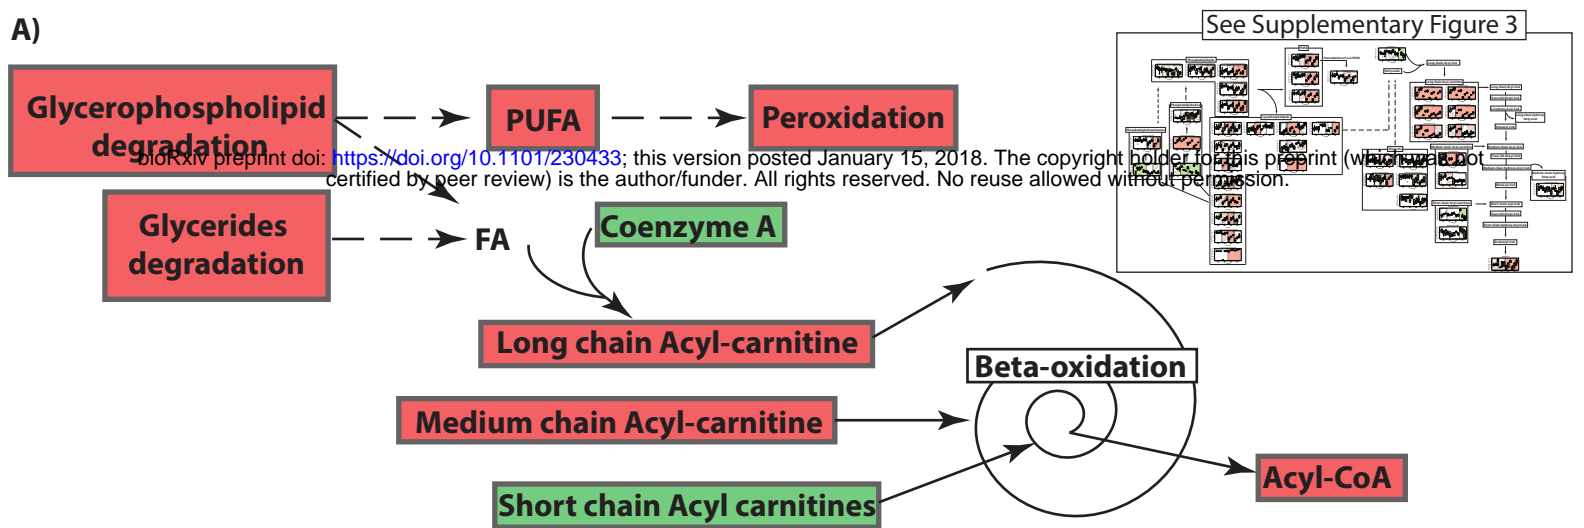 A)
See Supplementary Figure 3
Glycerophospholipid
degradation
PUFA
Peroxidation
bioRxiv preprint doi: https://doi.org/10.1101/230433; this version posted January 15, 2018. The copyright holder for this preprint (which was not
certified by peer review) is the author/funder. All rights reserved. No reuse allowed without permission.
Glycerides
degradation
FA
Coenzyme A
Long chain Acyl-carnitine
Beta-oxidation
Medium chain Acyl-carnitine
Short chain Acyl carnitines
Acyl-CoA